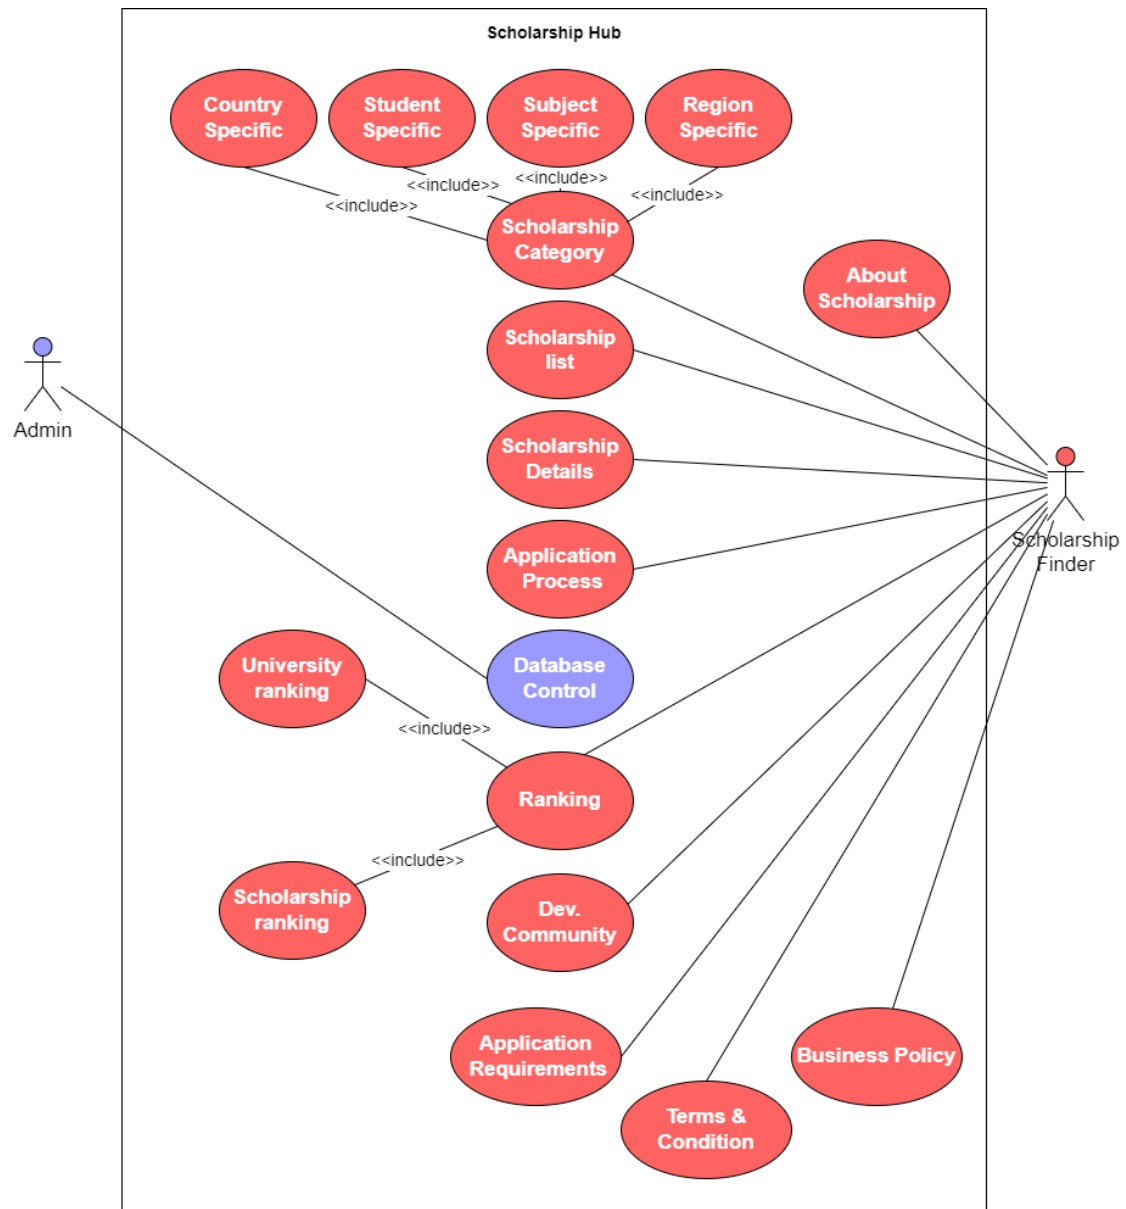 Scholarship Hub
Country
Specific
Student
Specific
Subject
Specific
Region
Specific
<<include>>
<<include>>
<<include>>
<<include>>
Scholarship
Category
About
Scholarship
Scholarship
list
Admin
Scholarship
Details
Scholarship
Finder
Application
Process
University
ranking
Database
Control
<<include>>
Ranking
<<include>>
Scholarship
ranking
Dev.
Community
Application
Requirements
Business Policy
Terms &
Condition